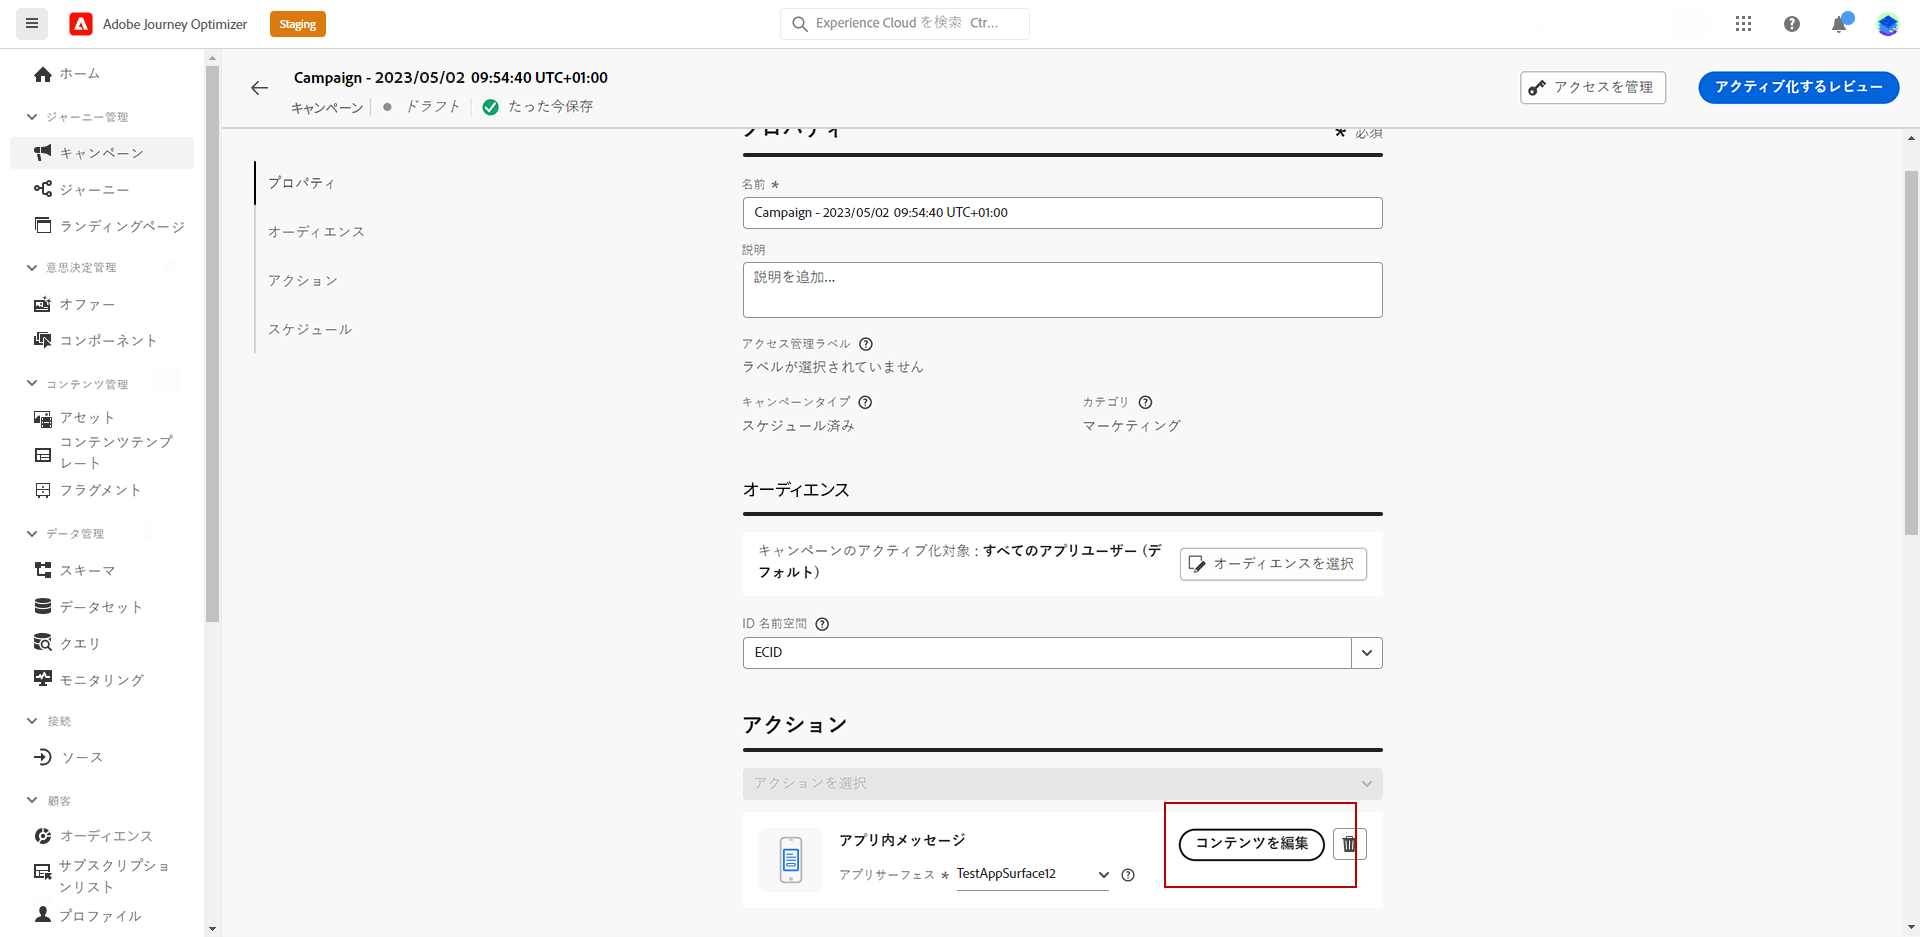 Adobe Journey Optimizer
Staging
Experience Cloud を検索 Ctr...
ホーム
ジャーニー管理
キャンペーン
ジャーニー
ランディングページ
意思決定管理
オファー
コンポーネント
コンテンツ管理
アセット
コンテンツテンプ
レート
フラグメント
データ管理
スキーマ
データセット
クエリ
モニタリング
接続
ソース
顧客
オーディエンス
サブスクリプショ
ンリスト
プロファイル
Campaign - 2023/05/02 09:54:40 UTC+01:00
キャンペーン ドラフト たった今保存
アクセスを管理
アクティブ化するレビュー
プロパティ
オーディエンス
アクション
スケジュール
プロパティ
* 必須
名前 *
Campaign - 2023/05/02 09:54:40 UTC+01:00
説明
説明を追加...
アクセス管理ラベル
ラベルが選択されていません
キャンペーンタイプ
スケジュール済み
カテゴリ
マーケティング
オーディエンス
キャンペーンのアクティブ化対象 : すべてのアプリユーザー (デ
フォルト)
オーディエンスを選択
ID 名前空間
ECID
アクション
アクションを選択
アプリ内メッセージ
アプリサーフェス * TestAppSurface12
コンテンツを編集